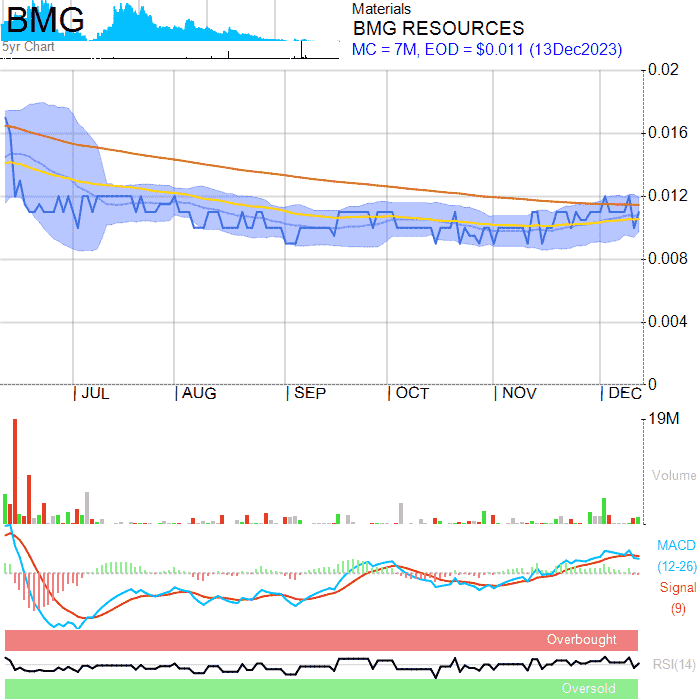 BMG
5yr Chart
Materials
BMG RESOURCES
MC = 7M, EOD = $0.011 (13Dec2023)
0.02
0.016
0.012
0.008
0.004
0
JUL
AUG
SEP
OCT
NOV
DEC
19M
Volume
MACD
(12-26)
Signal
(9)
Overbought
RSI(14)
Oversold